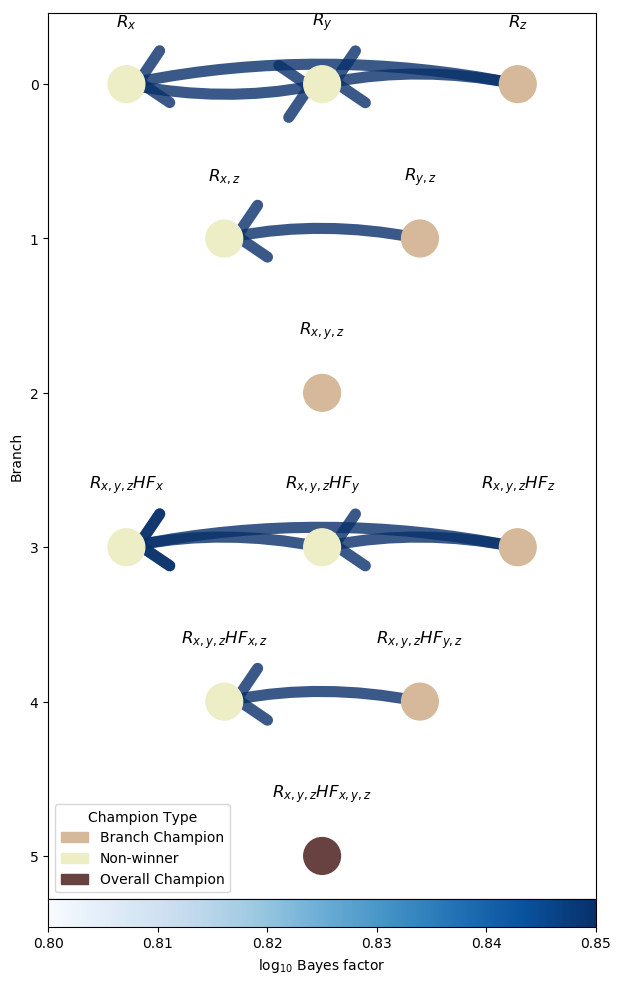 R_x R_y R_z
0
R_{x,z} R_{y,z}
1
R_{x,y,z}
2
Branch
R_{x,y,z}HF_x R_{x,y,z}HF_y R_{x,y,z}HF_z
3
R_{x,y,z}HF_{x,z} R_{x,y,z}HF_{y,z}
4
R_{x,y,z}HF_{x,y,z}
Champion Type
Branch Champion
Non-winner
Overall Champion
5
0.80 0.81 0.82 0.83 0.84 0.85
log_{10} Bayes factor